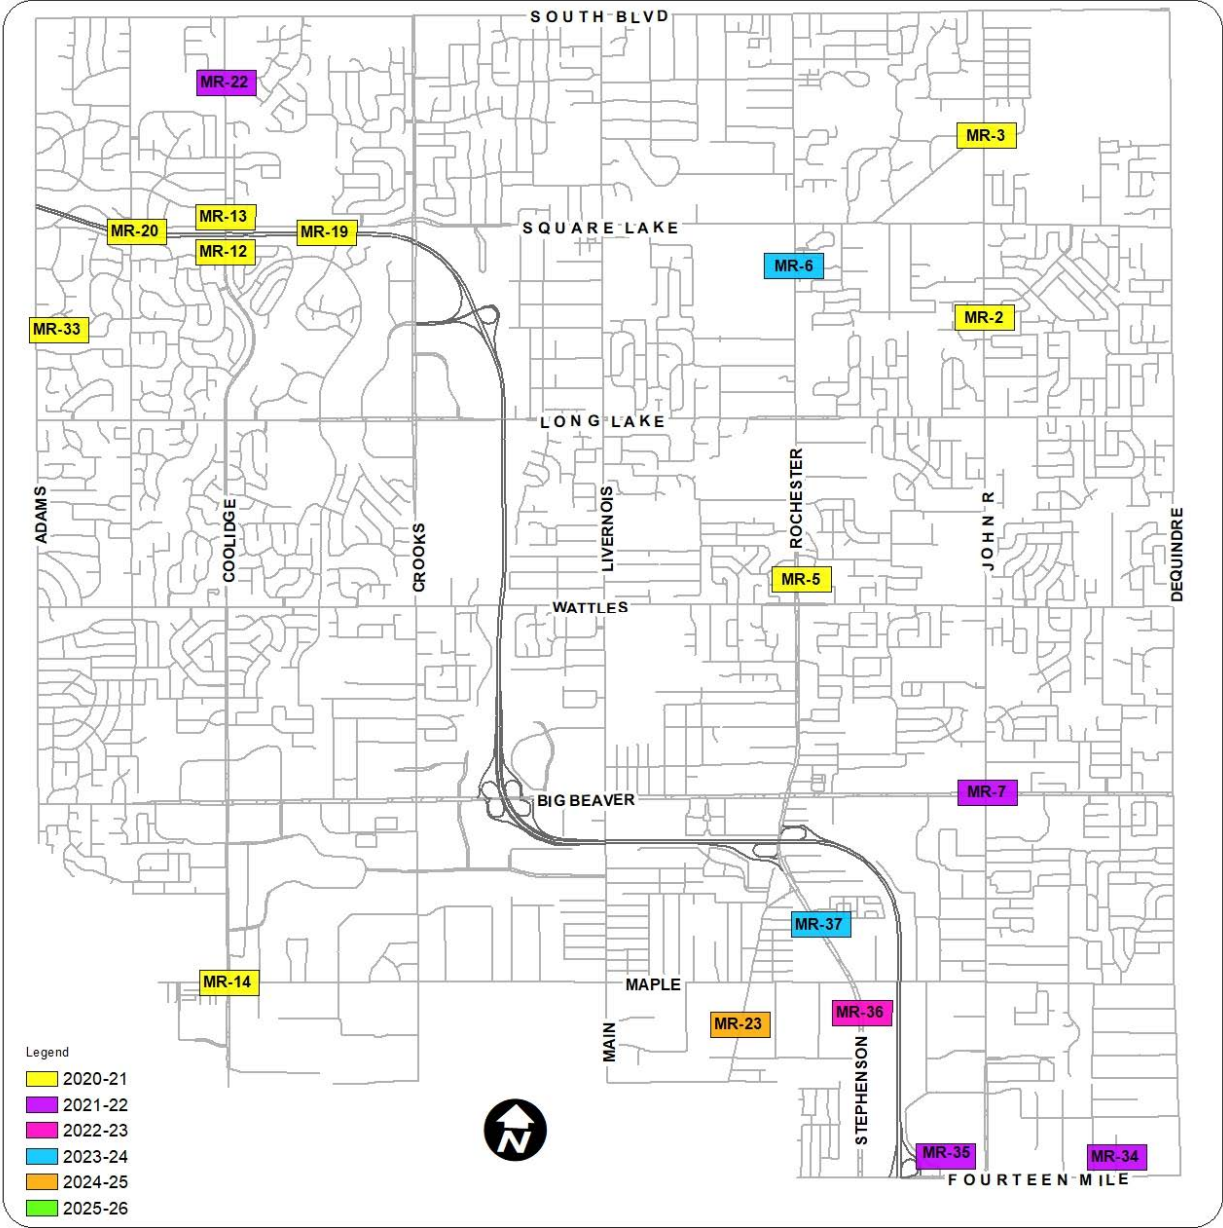 SOUTH BLVD
MR-22
MR-3
MR-13
SQUARE LAKE
MR-20
MR-19
MR-12
MR-6
MR-2
MR-33
LONG LAKE
ADAMS
COOLIDGE
CROOKS
LIVERNOIS
ROCHESTER
JOHN R
DEQUINDRE
MR-5
WATTLES
MR-7
BIG BEAVER
MR-37
MR-14
MAPLE
MR-36
MR-23
MAIN
STEPHENSON
Legend
2020-21
2021-22
2022-23
2023-24
2024-25
2025-26
N
MR-35
MR-34
FOURTEEN MILE